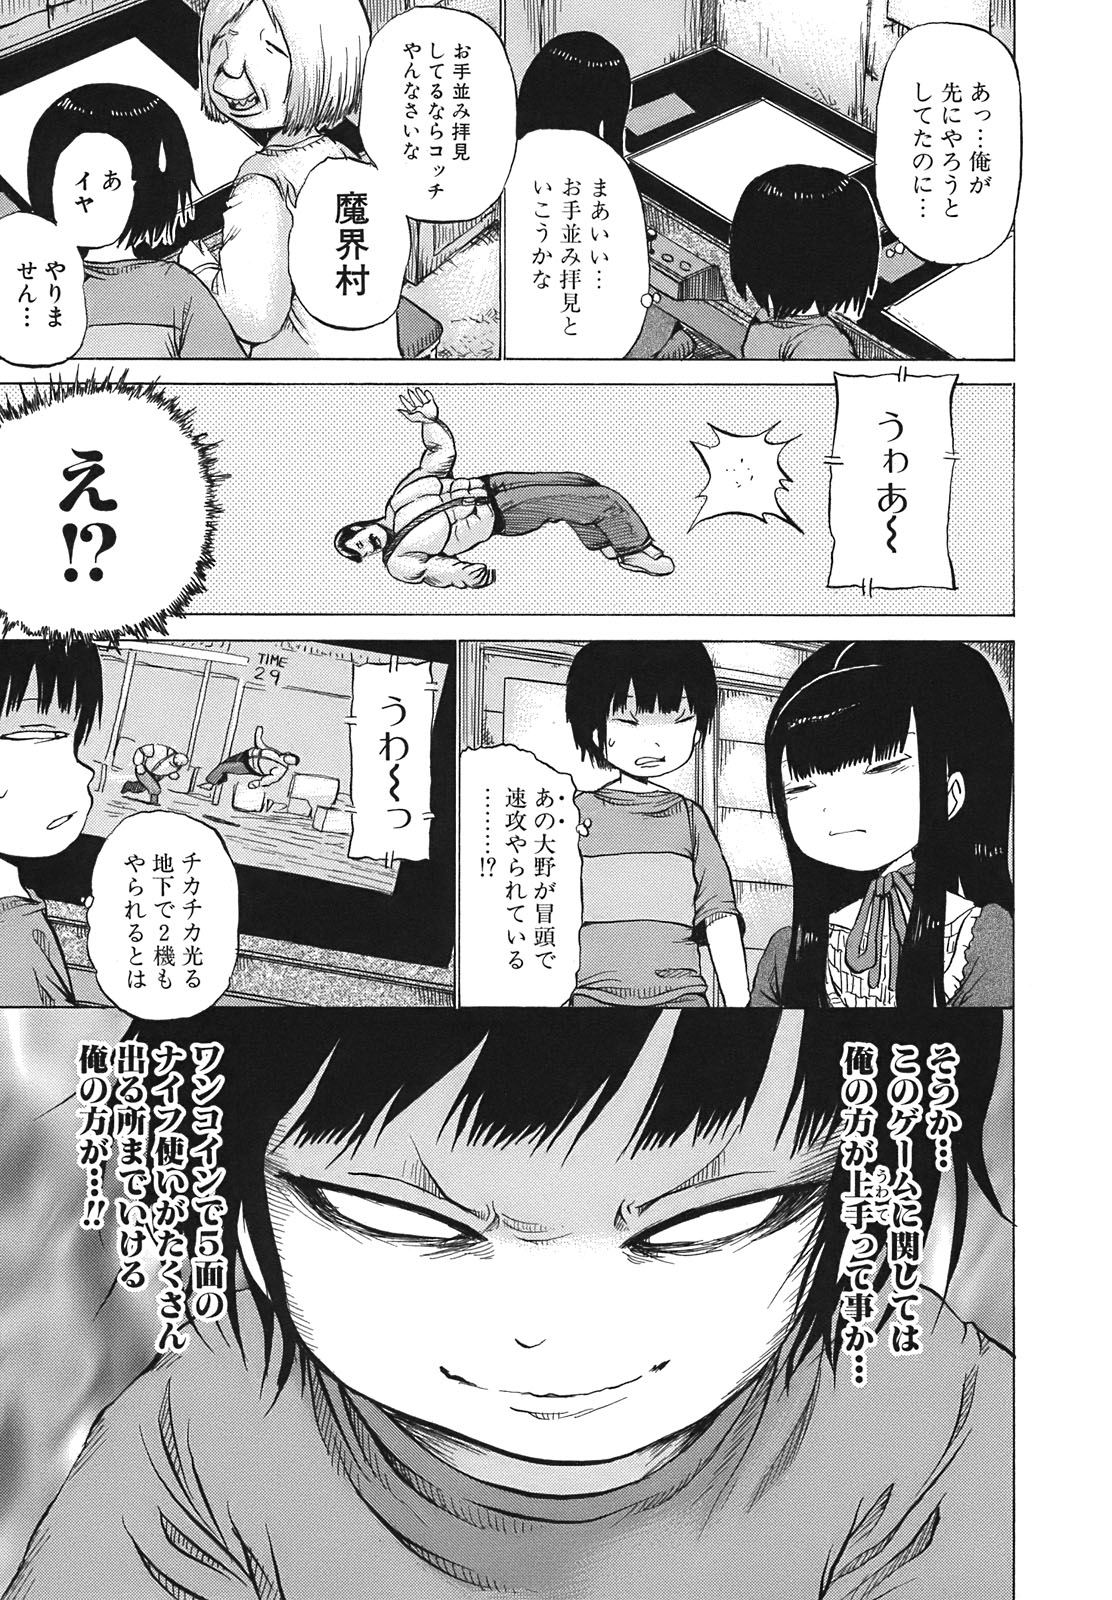 あっ…俺が
先にやろうと
してたのに…
まあいい…
お手並み拝見と
いこうかな
お手並み拝見
してるならコッチ
やんなさいな
魔界村
あ
イヤ
やりま
せん…
うわあ〜
え!?
あの大野が冒頭で
速攻やられている
………!?
TIME
29
うわ〜っ
チカチカ光る
地下で2機も
やられるとは
そうか…
このゲームに関しては
俺の方が上手って事か…
うわて
ワンコインで5面の
ナイフ使いがたくさん
出る所までいける
俺の方が…!!